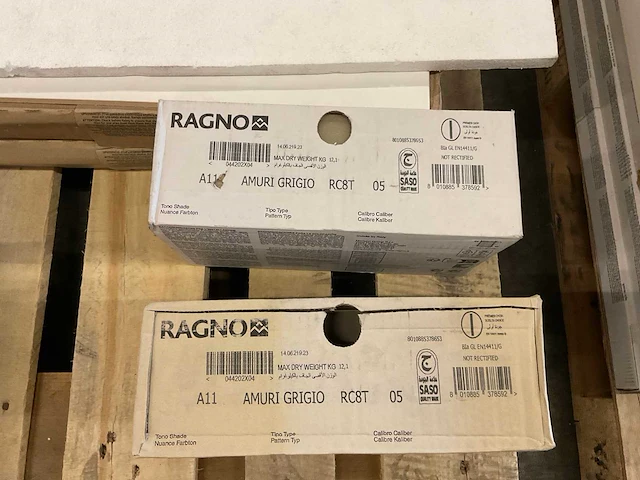 RAGNO
14 06 219 23
8010885378653
BIa GL EN14411/G
NOT RECTIFIED
MAX DRY WEIGHT KG 12,1
< 044202X04 >
SASO
QUALITY MARK
8 010885 378592 >
A11 AMURI GRIGIO RC8T 05
Tono Shade
Nuance Farbton
Tipo Type
Pattern Typ
Calibro Caliber
Calibre Kaliber
RAGNO
14 06 219 23
8010885378653
BIa GL EN14411/G
NOT RECTIFIED
MAX DRY WEIGHT KG 12,1
< 044202X04 >
SASO
QUALITY MARK
8 010885 378592 >
A11 AMURI GRIGIO RC8T 05
Tono Shade
Nuance Farbton
Tipo Type
Pattern Typ
Calibro Caliber
Calibre Kaliber